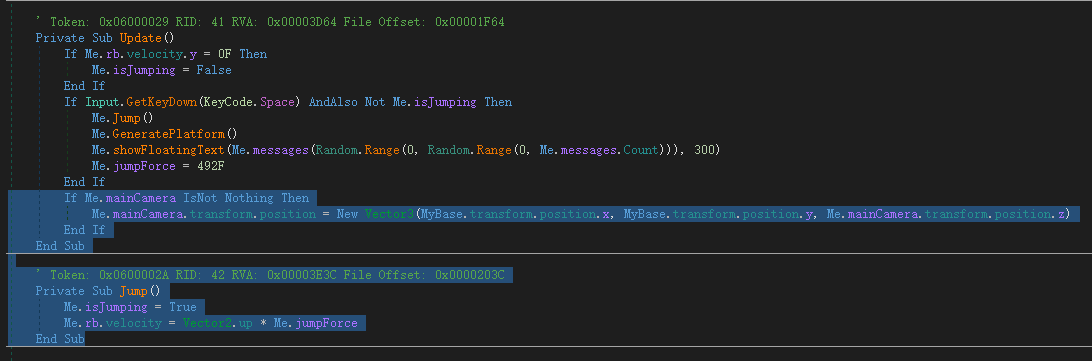 ' Token: 0x06000029 RID: 41 RVA: 0x00003D64 File Offset: 0x00001F64
Private Sub Update()
If Me.rb.velocity.y = 0F Then
Me.isJumping = False
End If
If Input.GetKeyDown(KeyCode.Space) AndAlso Not Me.isJumping Then
Me.Jump()
Me.GeneratePlatform()
Me.showFloatingText(Me.messages(Random.Range(0, Random.Range(0, Me.messages.Count))), 300)
Me.jumpForce = 492F
End If
If Me.mainCamera IsNot Nothing Then
Me.mainCamera.transform.position = New Vector3(MyBase.transform.position.x, MyBase.transform.position.y, Me.mainCamera.transform.position.z)
End If
End Sub
' Token: 0x0600002A RID: 42 RVA: 0x00003E3C File Offset: 0x0000203C
Private Sub Jump()
Me.isJumping = True
Me.rb.velocity = Vector2.up * Me.jumpForce
End Sub